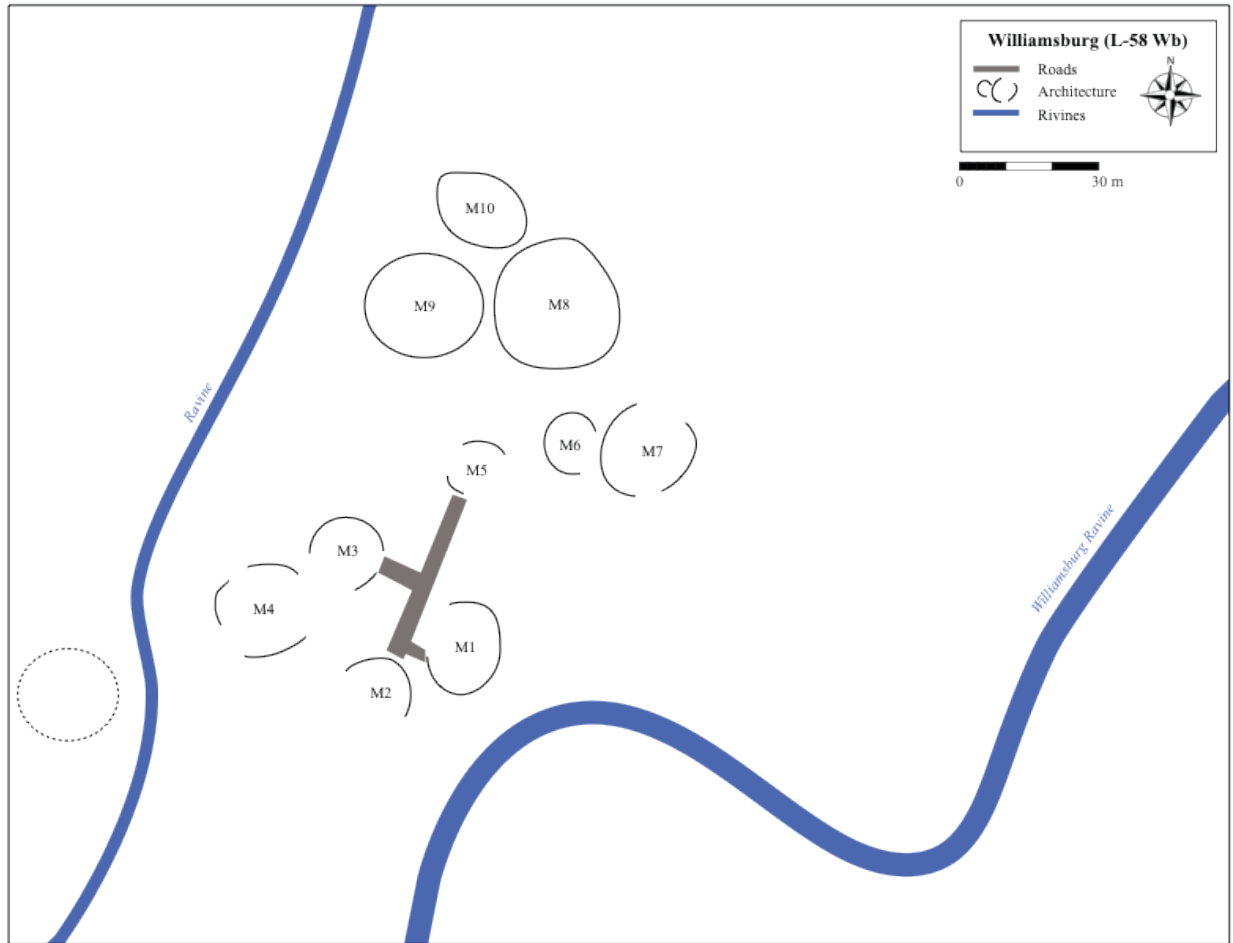 Williamsburg (L-58 Wb)
N
Roads
Architecture
Rivines
0 30 m
M10
M9
M8
Ravine
M6
M7
M5
M3
M4
M1
M2
Williamsburg Ravine